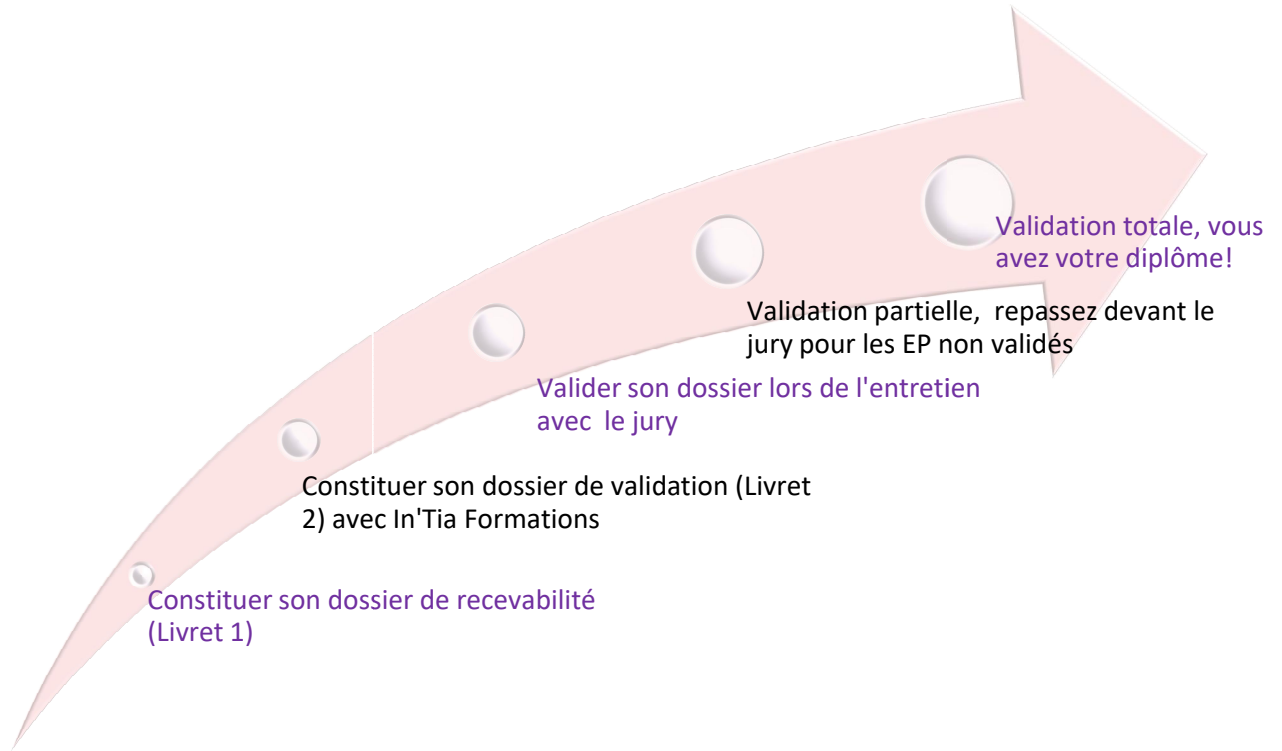 Validation totale, vous
avez votre diplôme!
Validation partielle,  repassez devant le
jury pour les EP non validés
Valider son dossier lors de l'entretien
avec  le jury
Constituer son dossier de validation (Livret
2) avec In'Tia Formations
Constituer son dossier de recevabilité
(Livret 1)